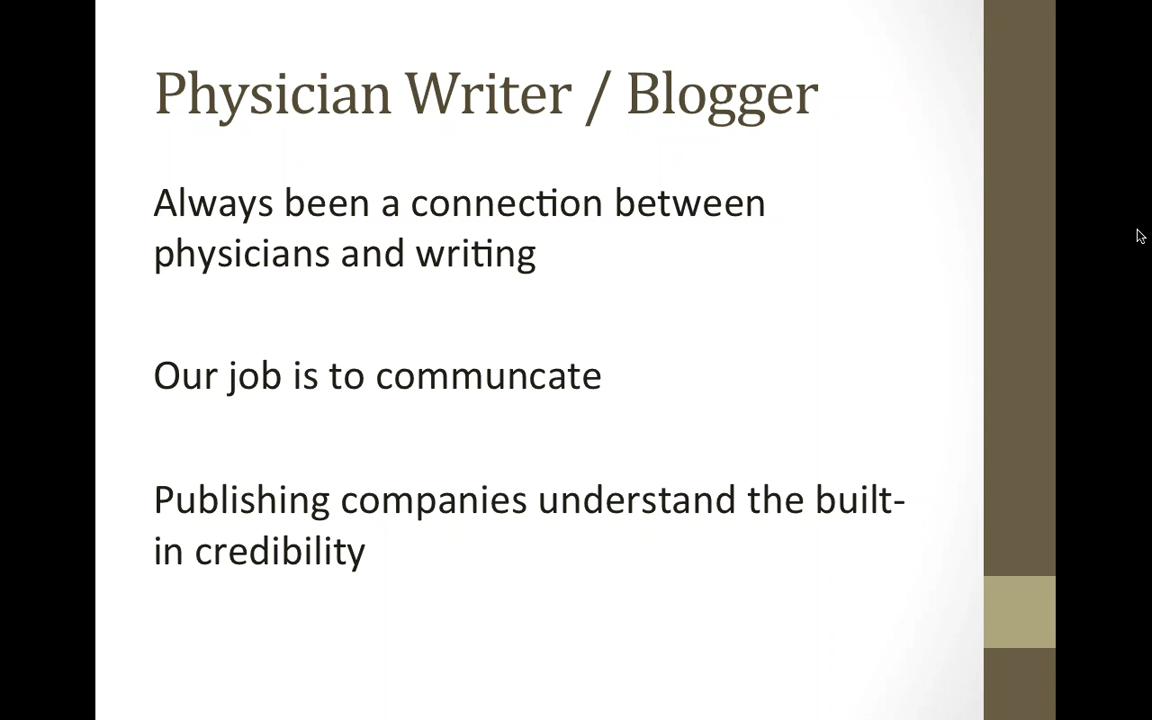 Physician Writer / Blogger
Always been a connection between
physicians and writing
Our job is to communcate
Publishing companies understand the built-
in credibility